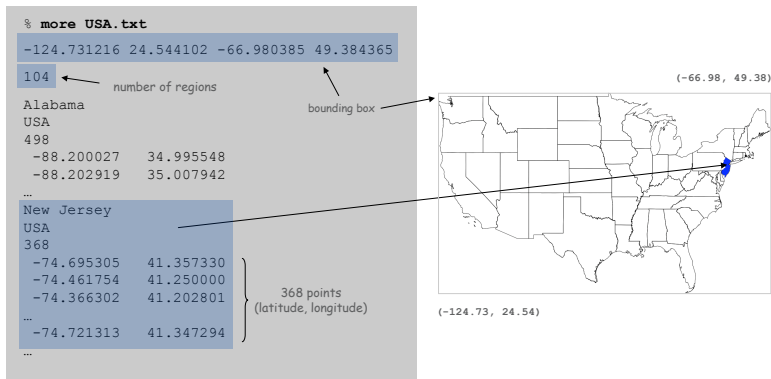 % more USA.txt
-124.731216 24.544102 -66.980385 49.384365
104
number of regions
bounding box
Alabama
USA
498
-88.200027 34.995548
-88.202919 35.007942
…
New Jersey
USA
368
-74.695305 41.357330
-74.461754 41.250000
-74.366302 41.202801
…
-74.721313 41.347294
…
368 points
(latitude, longitude)
(-66.98, 49.38)
(-124.73, 24.54)